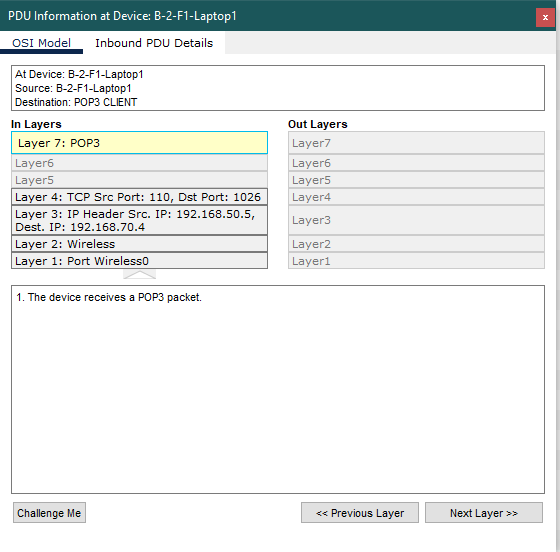 PDU Information at Device: B-2-F1-Laptop1
x
OSI Model Inbound PDU Details
At Device: B-2-F1-Laptop1
Source: B-2-F1-Laptop1
Destination: POP3 CLIENT
In Layers
Layer 7: POP3
Layer6
Layer5
Layer 4: TCP Src Port: 110, Dst Port: 1026
Layer 3: IP Header Src. IP: 192.168.50.5,
Dest. IP: 192.168.70.4
Layer 2: Wireless
Layer 1: Port Wireless0
Out Layers
Layer7
Layer6
Layer5
Layer4
Layer3
Layer2
Layer1
1. The device receives a POP3 packet.
Challenge Me << Previous Layer Next Layer >>